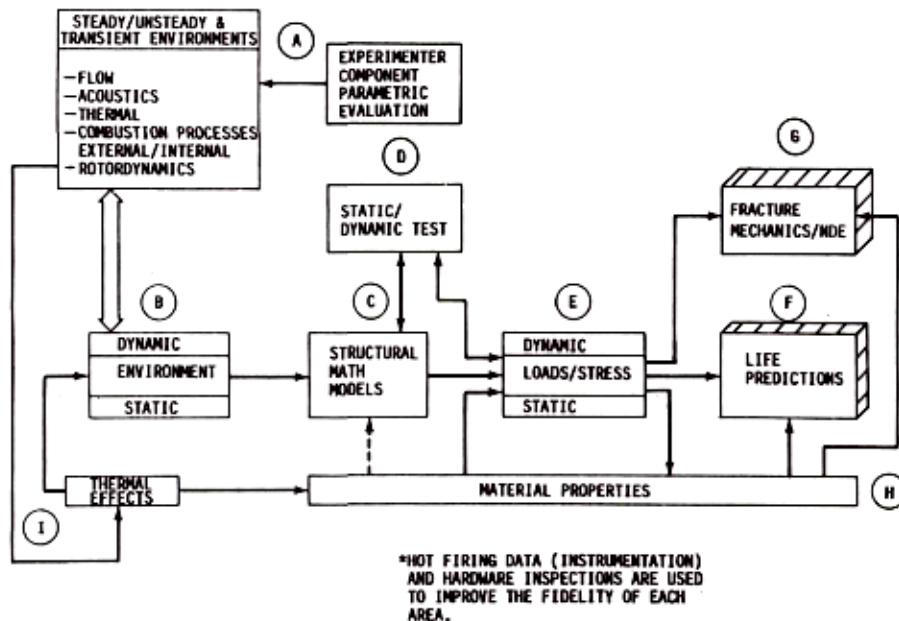 STEADY/UNSTEADY &
TRANSIENT ENVIRONMENTS
—FLOW
—ACOUSTICS
—THERMAL
—COMBUSTION PROCESSES
EXTERNAL/INTERNAL
—ROTORDYNAMICS
A
EXPERIMENTER
COMPONENT
PARAMETRIC
EVALUATION
D
STATIC/
DYNAMIC TEST
G
FRACTURE
MECHANICS/NDE
B
DYNAMIC
ENVIRONMENT
STATIC
C
STRUCTURAL
MATH
MODELS
E
DYNAMIC
LOADS/STRESS
STATIC
F
LIFE
PREDICTIONS
THERMAL
EFFECTS
I
MATERIAL PROPERTIES
H
*HOT FIRING DATA (INSTRUMENTATION)
AND HARDWARE INSPECTIONS ARE USED
TO IMPROVE THE FIDELITY OF EACH
AREA.